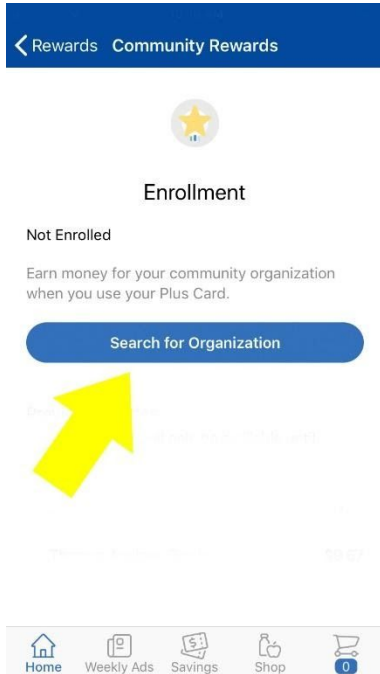 Rewards Community Rewards
Enrollment
Not Enrolled
Earn money for your community organization
when you use your Plus Card.
Search for Organization
Home Weekly Ads Savings Shop 0